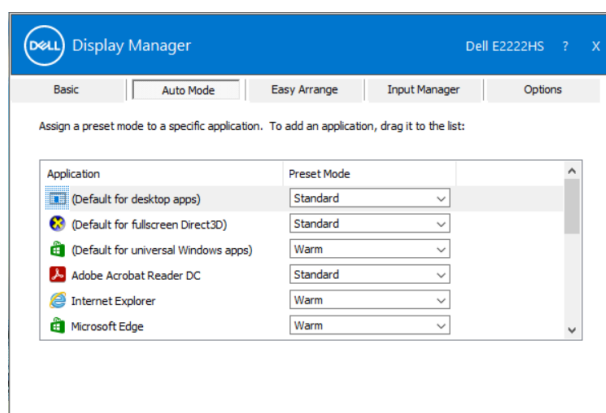 DELL Display Manager Dell E2222HS ? X
Basic Auto Mode Easy Arrange Input Manager Options
Assign a preset mode to a specific application. To add an application, drag it to the list:
Application Preset Mode
(Default for desktop apps) Standard
(Default for fullscreen Direct3D) Standard
(Default for universal Windows apps) Warm
Adobe Acrobat Reader DC Standard
Internet Explorer Warm
Microsoft Edge Warm